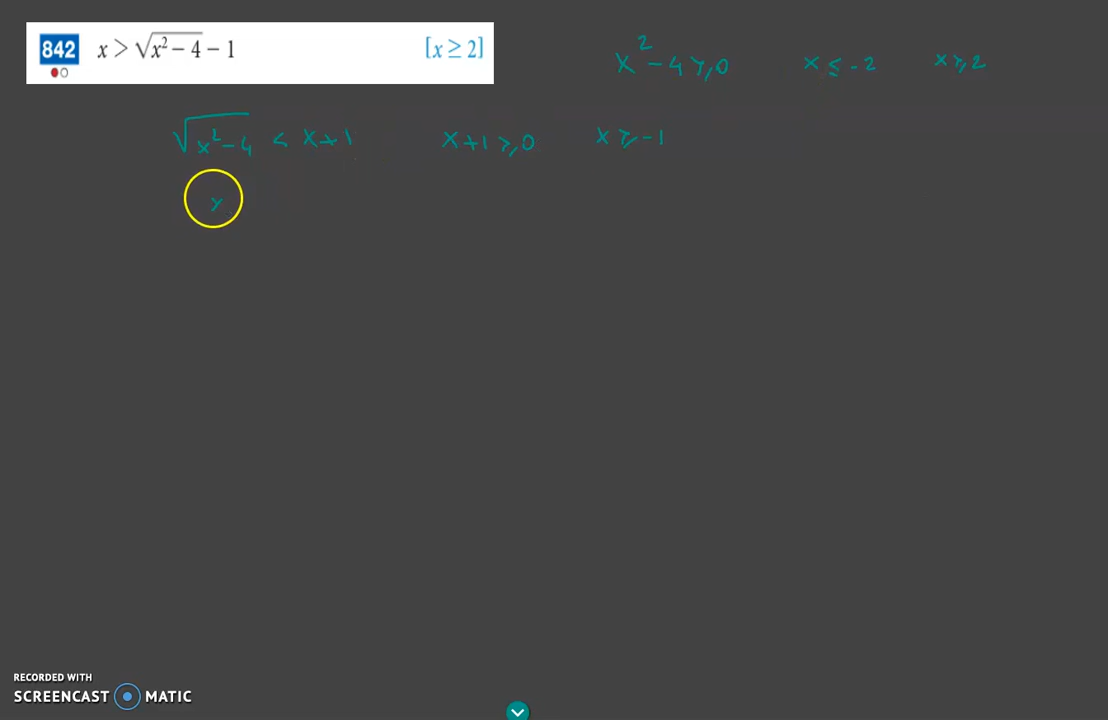 842 x > √(x² − 4) − 1 [x ≥ 2]
x² − 4 ≥ 0 x ≤ −2 x ≥ 2
√(x² − 4) < x + 1 x + 1 ≥ 0 x ≥ −1
x
RECORDED WITH
SCREENCAST MATIC